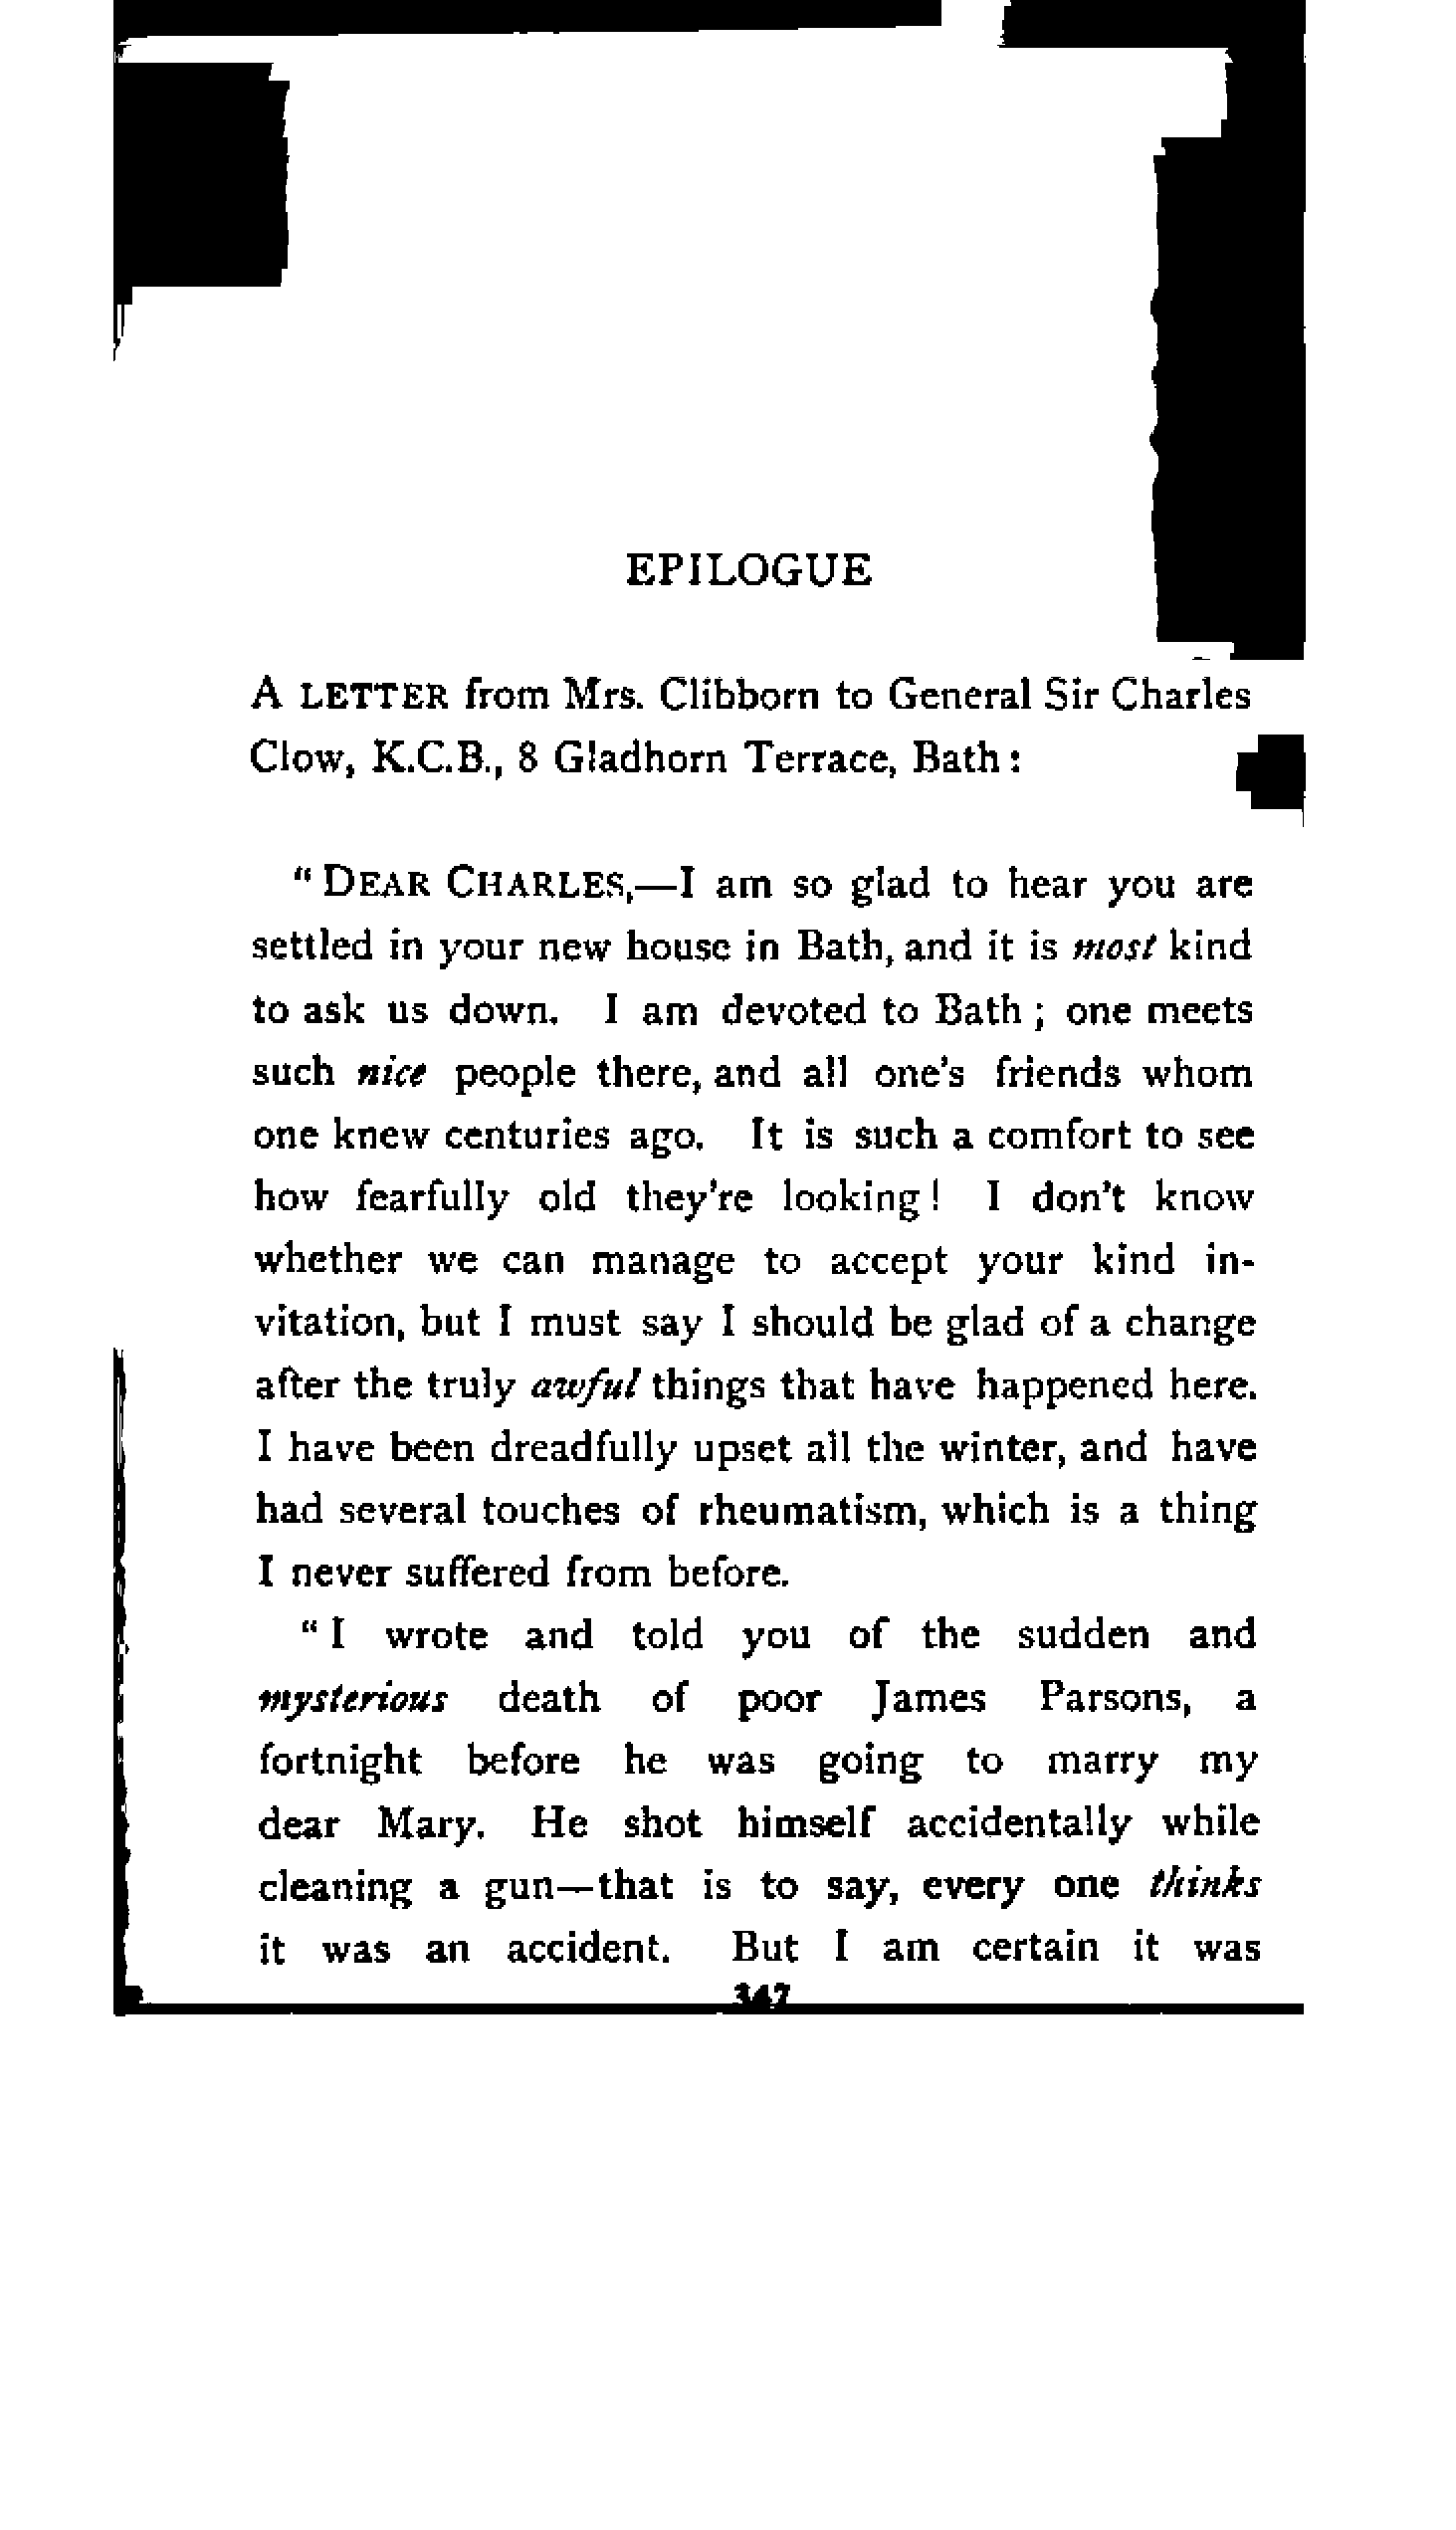 EPILOGUE
A LETTER from Mrs. Clibborn to General Sir Charles
Clow, K.C.B., 8 Gladhorn Terrace, Bath :
“ DEAR CHARLES,—I am so glad to hear you are
settled in your new house in Bath, and it is most kind
to ask us down. I am devoted to Bath ; one meets
such nice people there, and all one's friends whom
one knew centuries ago. It is such a comfort to see
how fearfully old they're looking ! I don't know
whether we can manage to accept your kind in-
vitation, but I must say I should be glad of a change
after the truly awful things that have happened here.
I have been dreadfully upset all the winter, and have
had several touches of rheumatism, which is a thing
I never suffered from before.
“ I wrote and told you of the sudden and
mysterious death of poor James Parsons, a
fortnight before he was going to marry my
dear Mary. He shot himself accidentally while
cleaning a gun—that is to say, every one thinks
it was an accident. But I am certain it was
347